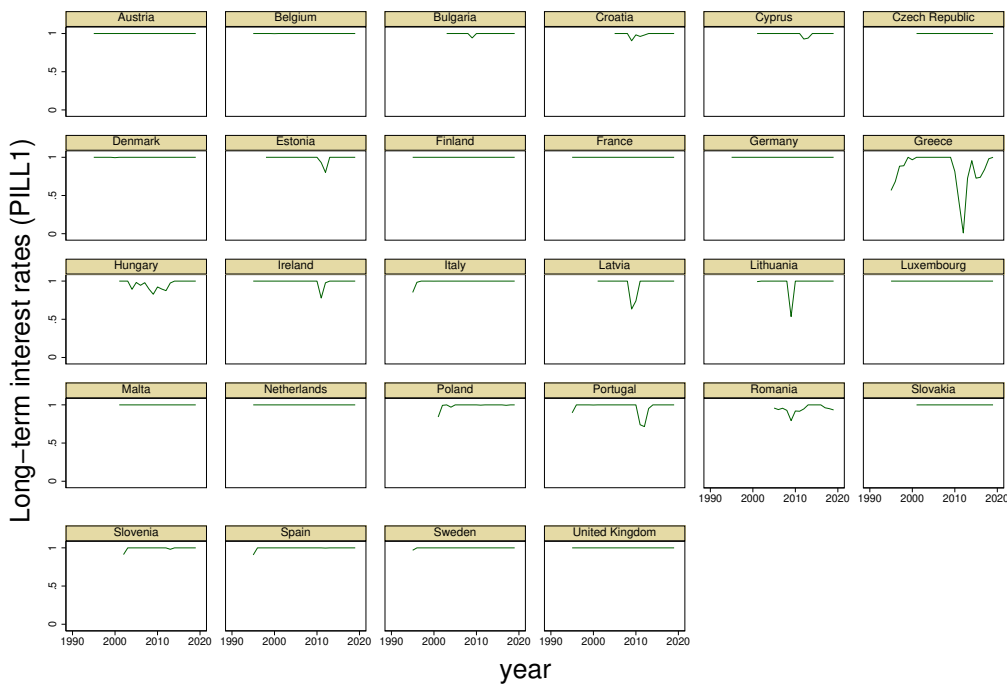 Long−term interest rates (PILL1)
Austria Belgium Bulgaria Croatia Cyprus Czech Republic
1
.5
0
Denmark Estonia Finland France Germany Greece
1
.5
0
Hungary Ireland Italy Latvia Lithuania Luxembourg
1
.5
0
Malta Netherlands Poland Portugal Romania Slovakia
1
.5
0
1990 2000 2010 2020 1990 2000 2010 2020
Slovenia Spain Sweden United Kingdom
1
.5
0
1990 2000 2010 2020 1990 2000 2010 2020 1990 2000 2010 2020 1990 2000 2010 2020
year